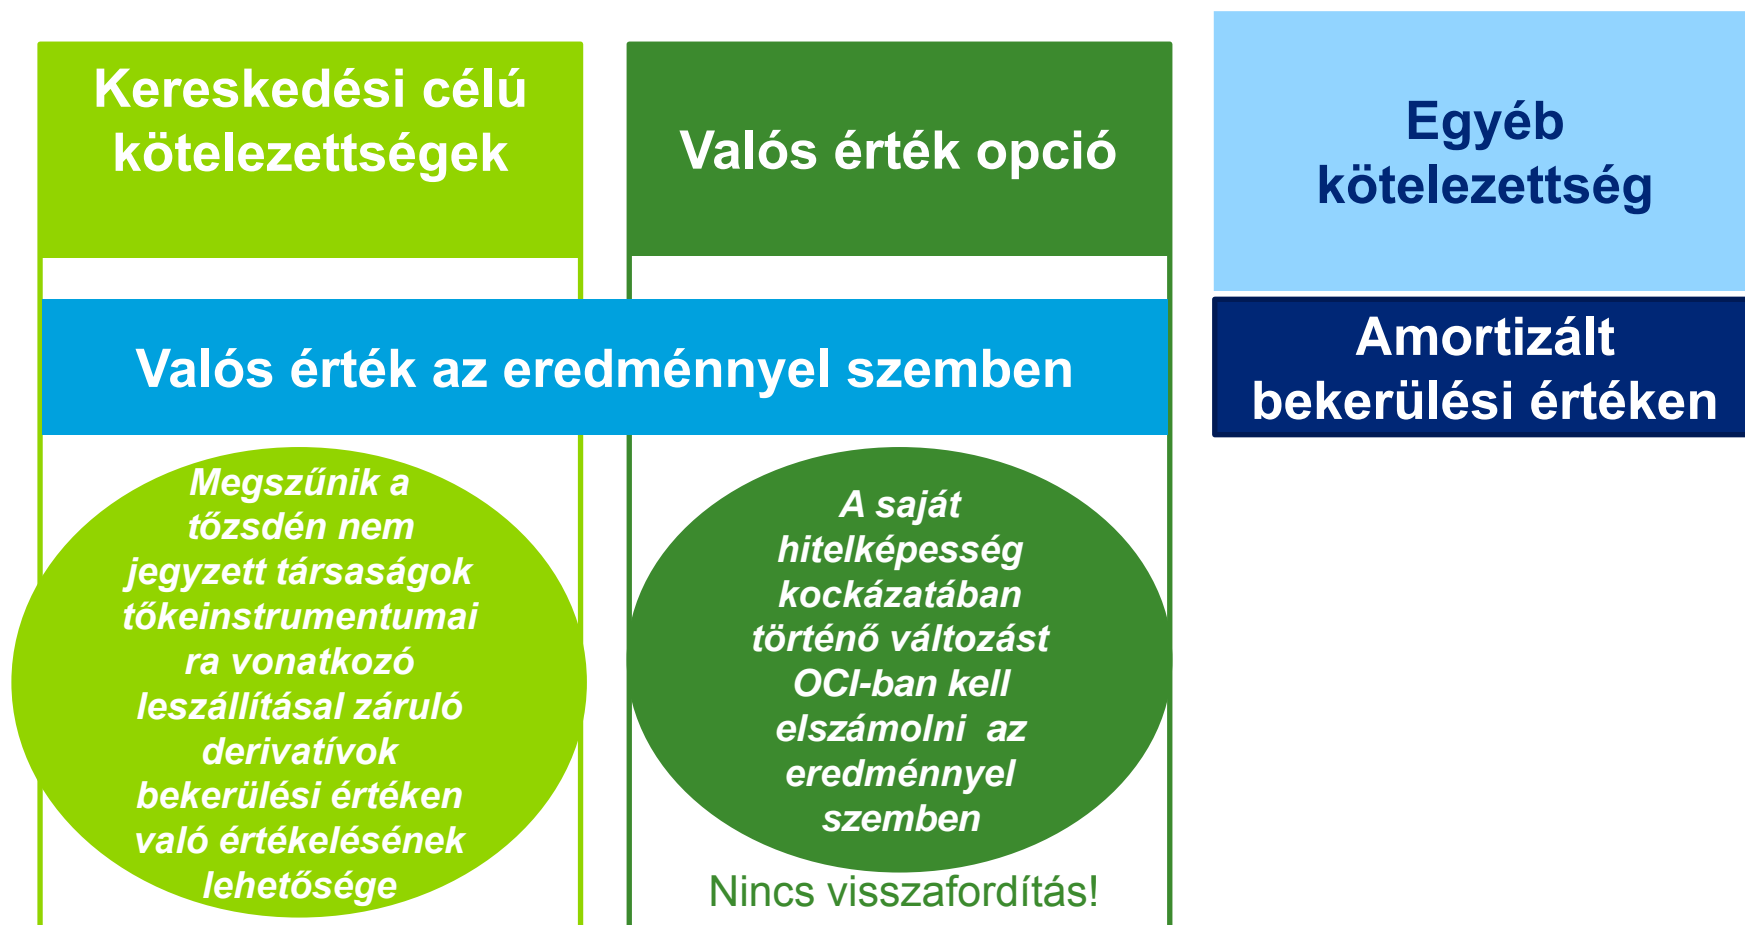 Kereskedési célú
kötelezettségek
Valós érték opció
Egyéb
kötelezettség
Valós érték az eredménnyel szemben
Amortizált
bekerülési értéken
Megszűnik a
tőzsdén nem
jegyzett társaságok
tőkeinstrumentumai
ra vonatkozó
leszállításal záruló
derivatívok
bekerülési értéken
való értékelésének
lehetősége
A saját
hitelképesség
kockázatában
történő változást
OCI-ban kell
elszámolni az
eredménnyel
szemben
Nincs visszafordítás!